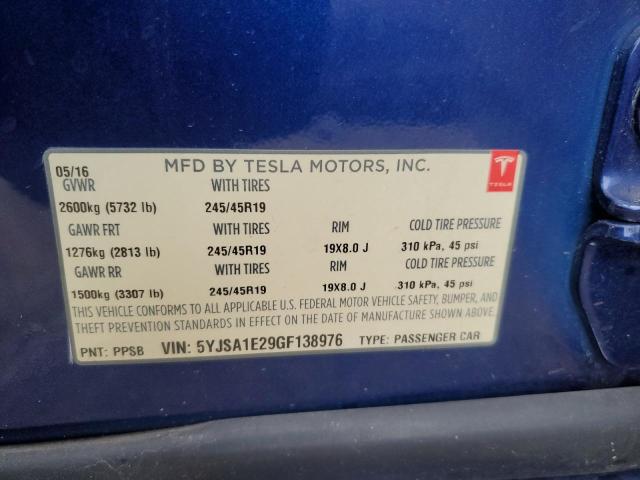 05/16 MFD BY TESLA MOTORS, INC.
GVWR WITH TIRES
2600kg (5732 lb) 245/45R19
GAWR FRT WITH TIRES RIM COLD TIRE PRESSURE
1276kg (2813 lb) 245/45R19 19X8.0 J 310 kPa, 45 psi
GAWR RR WITH TIRES RIM COLD TIRE PRESSURE
1500kg (3307 lb) 245/45R19 19X8.0 J 310 kPa, 45 psi
THIS VEHICLE CONFORMS TO ALL APPLICABLE U.S. FEDERAL MOTOR VEHICLE SAFETY, BUMPER, AND
THEFT PREVENTION STANDARDS IN EFFECT ON THE DATE OF MANUFACTURE SHOWN ABOVE.
PNT: PPSB VIN: 5YJSA1E29GF138976 TYPE: PASSENGER CAR
TESLA